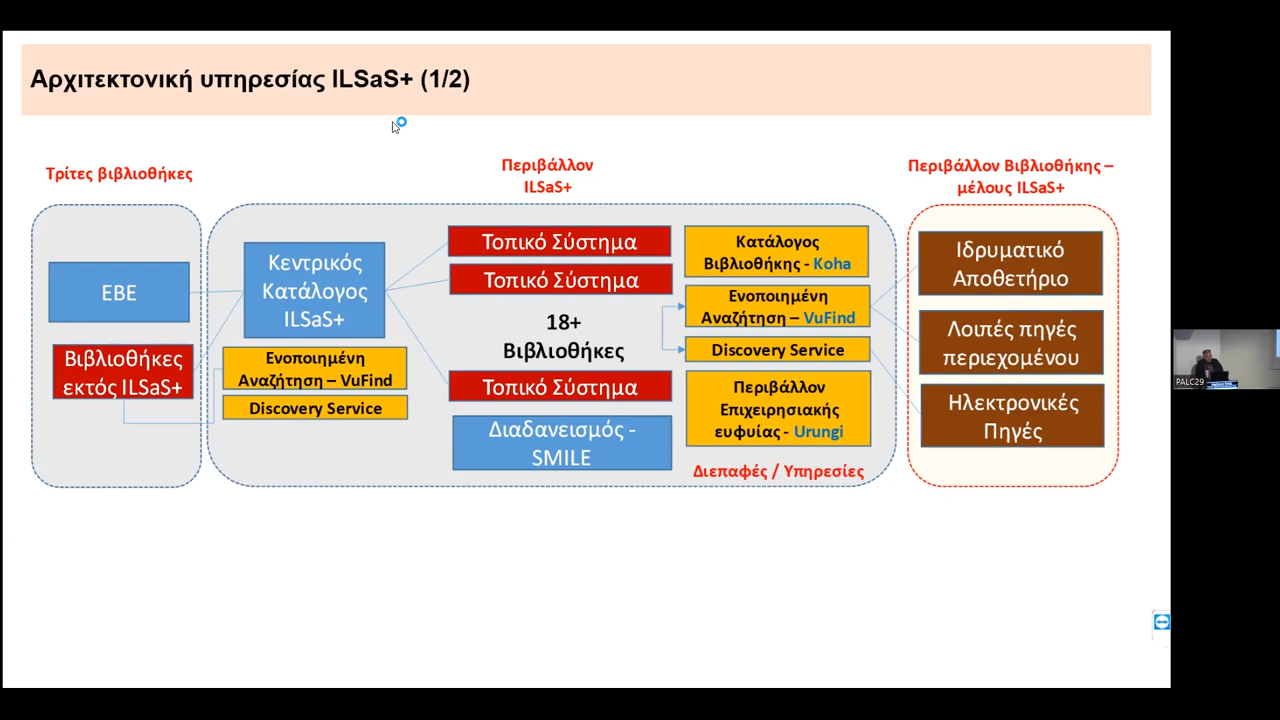 Αρχιτεκτονική υπηρεσίας ILSaS+ (1/2)
Τρίτες βιβλιοθήκες
ΕΒΕ
Βιβλιοθήκες
εκτός ILSaS+
Περιβάλλον
ILSaS+
Κεντρικός
Κατάλογος
ILSaS+
Ενοποιημένη
Αναζήτηση – VuFind
Discovery Service
Τοπικό Σύστημα
Τοπικό Σύστημα
18+
Βιβλιοθήκες
Τοπικό Σύστημα
Διαδανεισμός -
SMILE
Κατάλογος
Βιβλιοθήκης - Koha
Ενοποιημένη
Αναζήτηση – VuFind
Discovery Service
Περιβάλλον
Επιχειρησιακής
ευφυίας - Urungi
Διεπαφές / Υπηρεσίες
Περιβάλλον Βιβλιοθήκης –
μέλους ILSaS+
Ιδρυματικό
Αποθετήριο
Λοιπές πηγές
περιεχομένου
Ηλεκτρονικές
Πηγές
PALC29